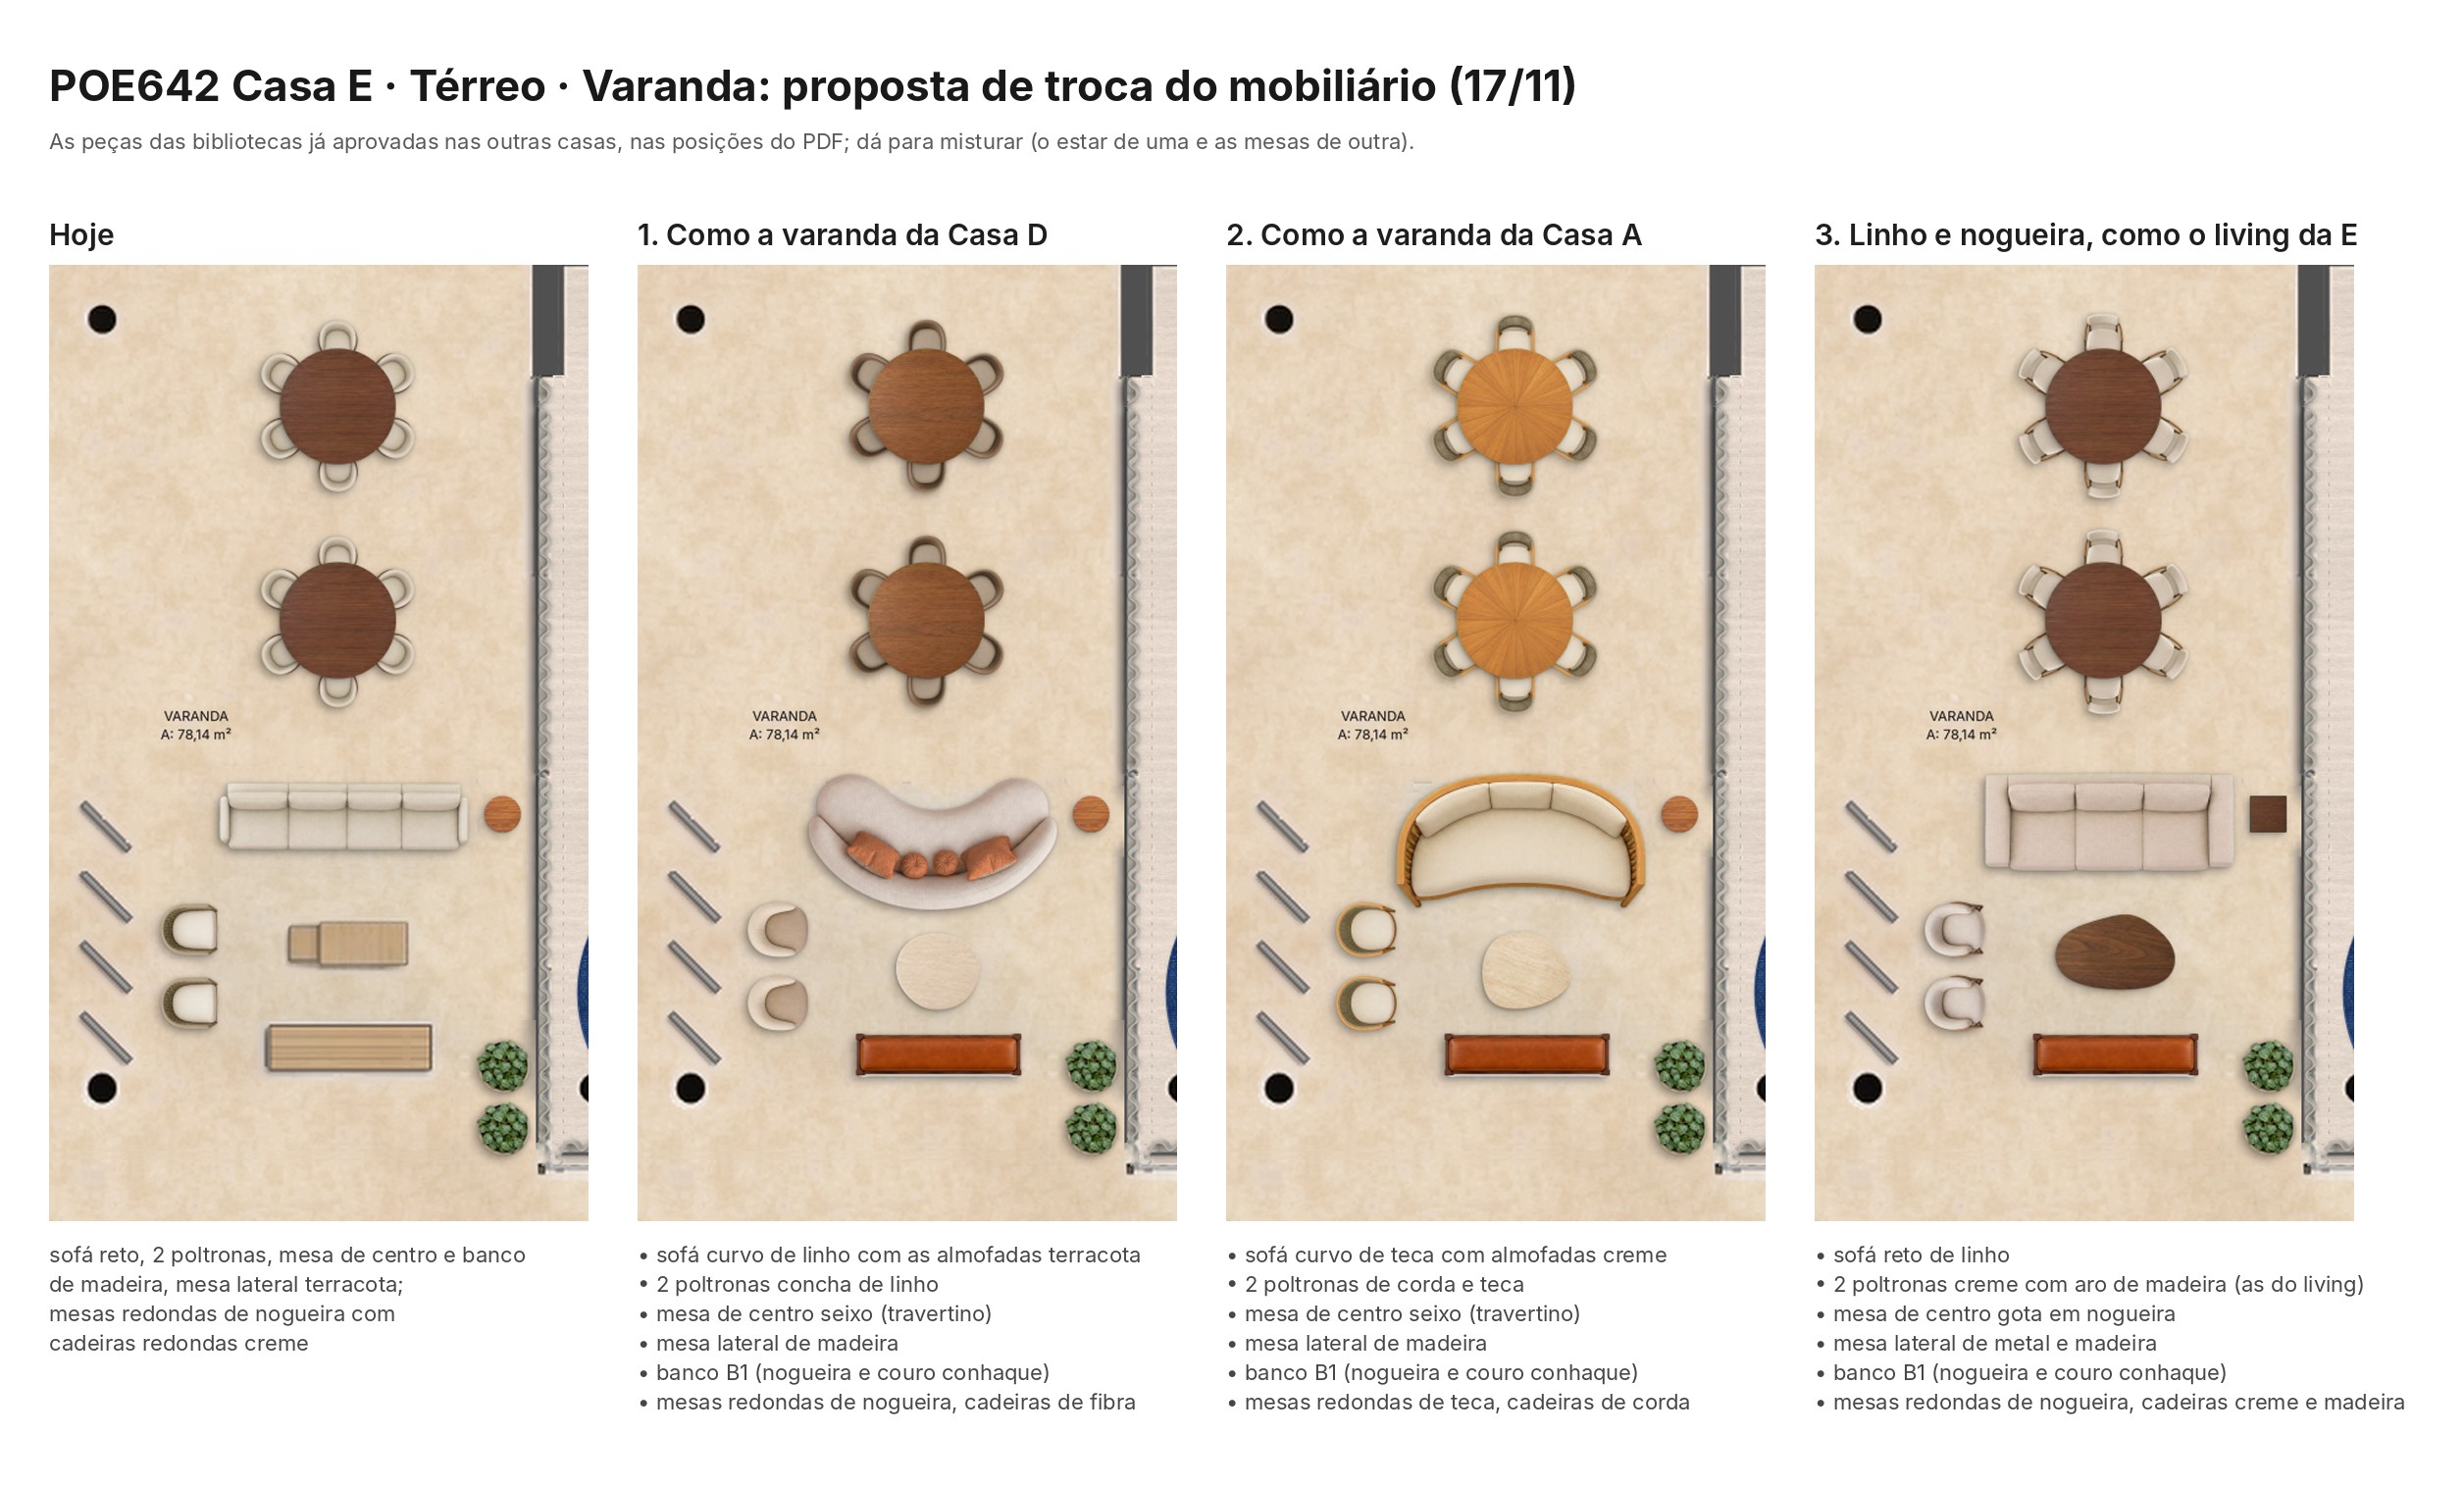 POE642 Casa E · Térreo · Varanda: proposta de troca do mobiliário (17/11)
As peças das bibliotecas já aprovadas nas outras casas, nas posições do PDF; dá para misturar (o estar de uma e as mesas de outra).
Hoje
VARANDA
A: 78,14 m²
sofá reto, 2 poltronas, mesa de centro e banco
de madeira, mesa lateral terracota;
mesas redondas de nogueira com
cadeiras redondas creme
1. Como a varanda da Casa D
VARANDA
A: 78,14 m²
• sofá curvo de linho com as almofadas terracota
• 2 poltronas concha de linho
• mesa de centro seixo (travertino)
• mesa lateral de madeira
• banco B1 (nogueira e couro conhaque)
• mesas redondas de nogueira, cadeiras de fibra
2. Como a varanda da Casa A
VARANDA
A: 78,14 m²
• sofá curvo de teca com almofadas creme
• 2 poltronas de corda e teca
• mesa de centro seixo (travertino)
• mesa lateral de madeira
• banco B1 (nogueira e couro conhaque)
• mesas redondas de teca, cadeiras de corda
3. Linho e nogueira, como o living da E
VARANDA
A: 78,14 m²
• sofá reto de linho
• 2 poltronas creme com aro de madeira (as do living)
• mesa de centro gota em nogueira
• mesa lateral de metal e madeira
• banco B1 (nogueira e couro conhaque)
• mesas redondas de nogueira, cadeiras creme e madeira